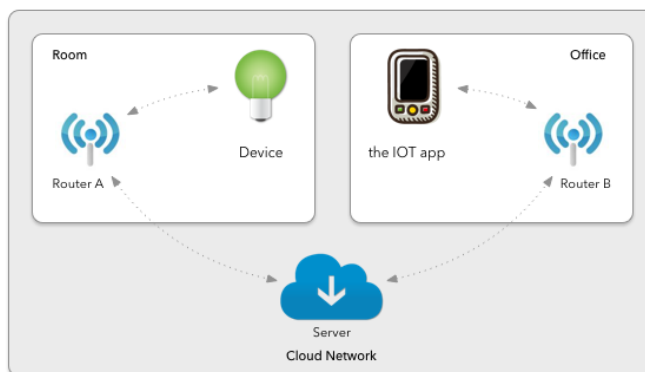 Room
Office
Device
the IOT app
Router A
Router B
Server
Cloud Network